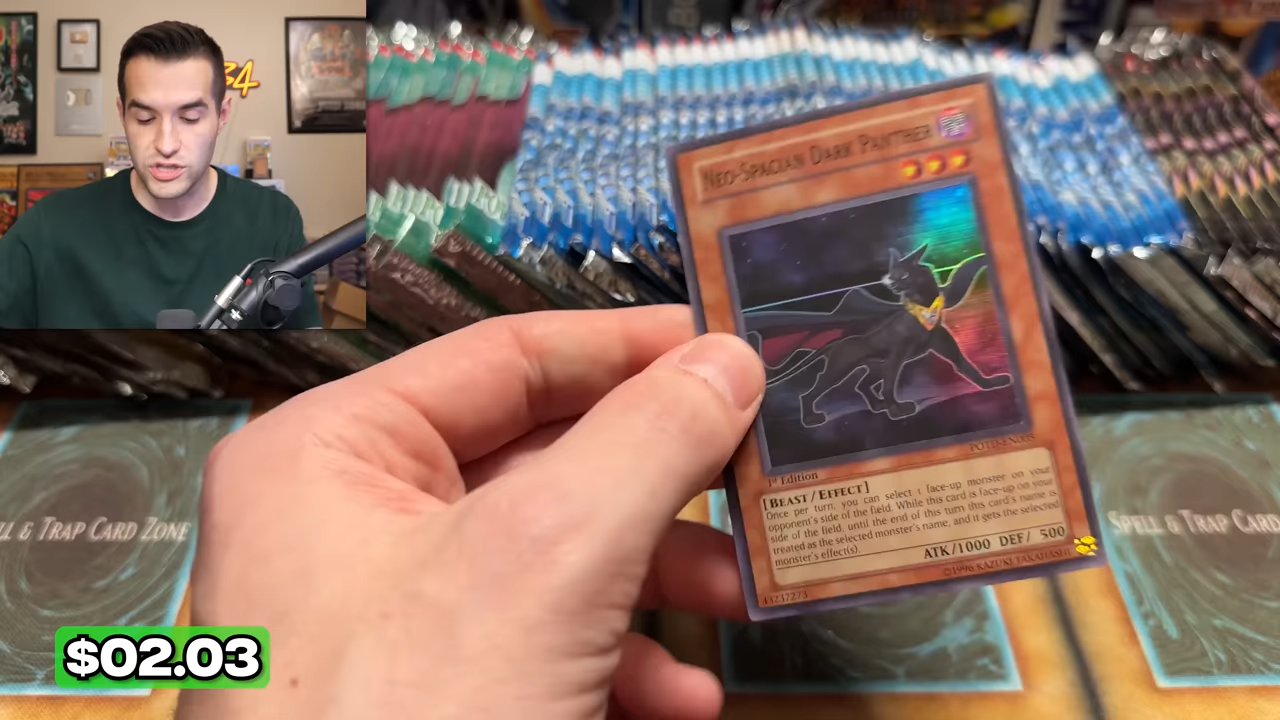 34
NEO-SPACIAN DARK PANTHER
POTD-EN005
1st Edition
[BEAST/EFFECT]
Once per turn, you can select 1 face-up monster on your
opponent's side of the field. While this card is face-up on your
side of the field, until the end of this turn this card's name is
treated as the selected monster's name, and it gets the selected
monster's effect(s).
ATK/1000 DEF/ 500
43237273
©1996 KAZUKI TAKAHASHI
LL & TRAP CARD ZONE
SPELL & TRAP CARD
$02.03